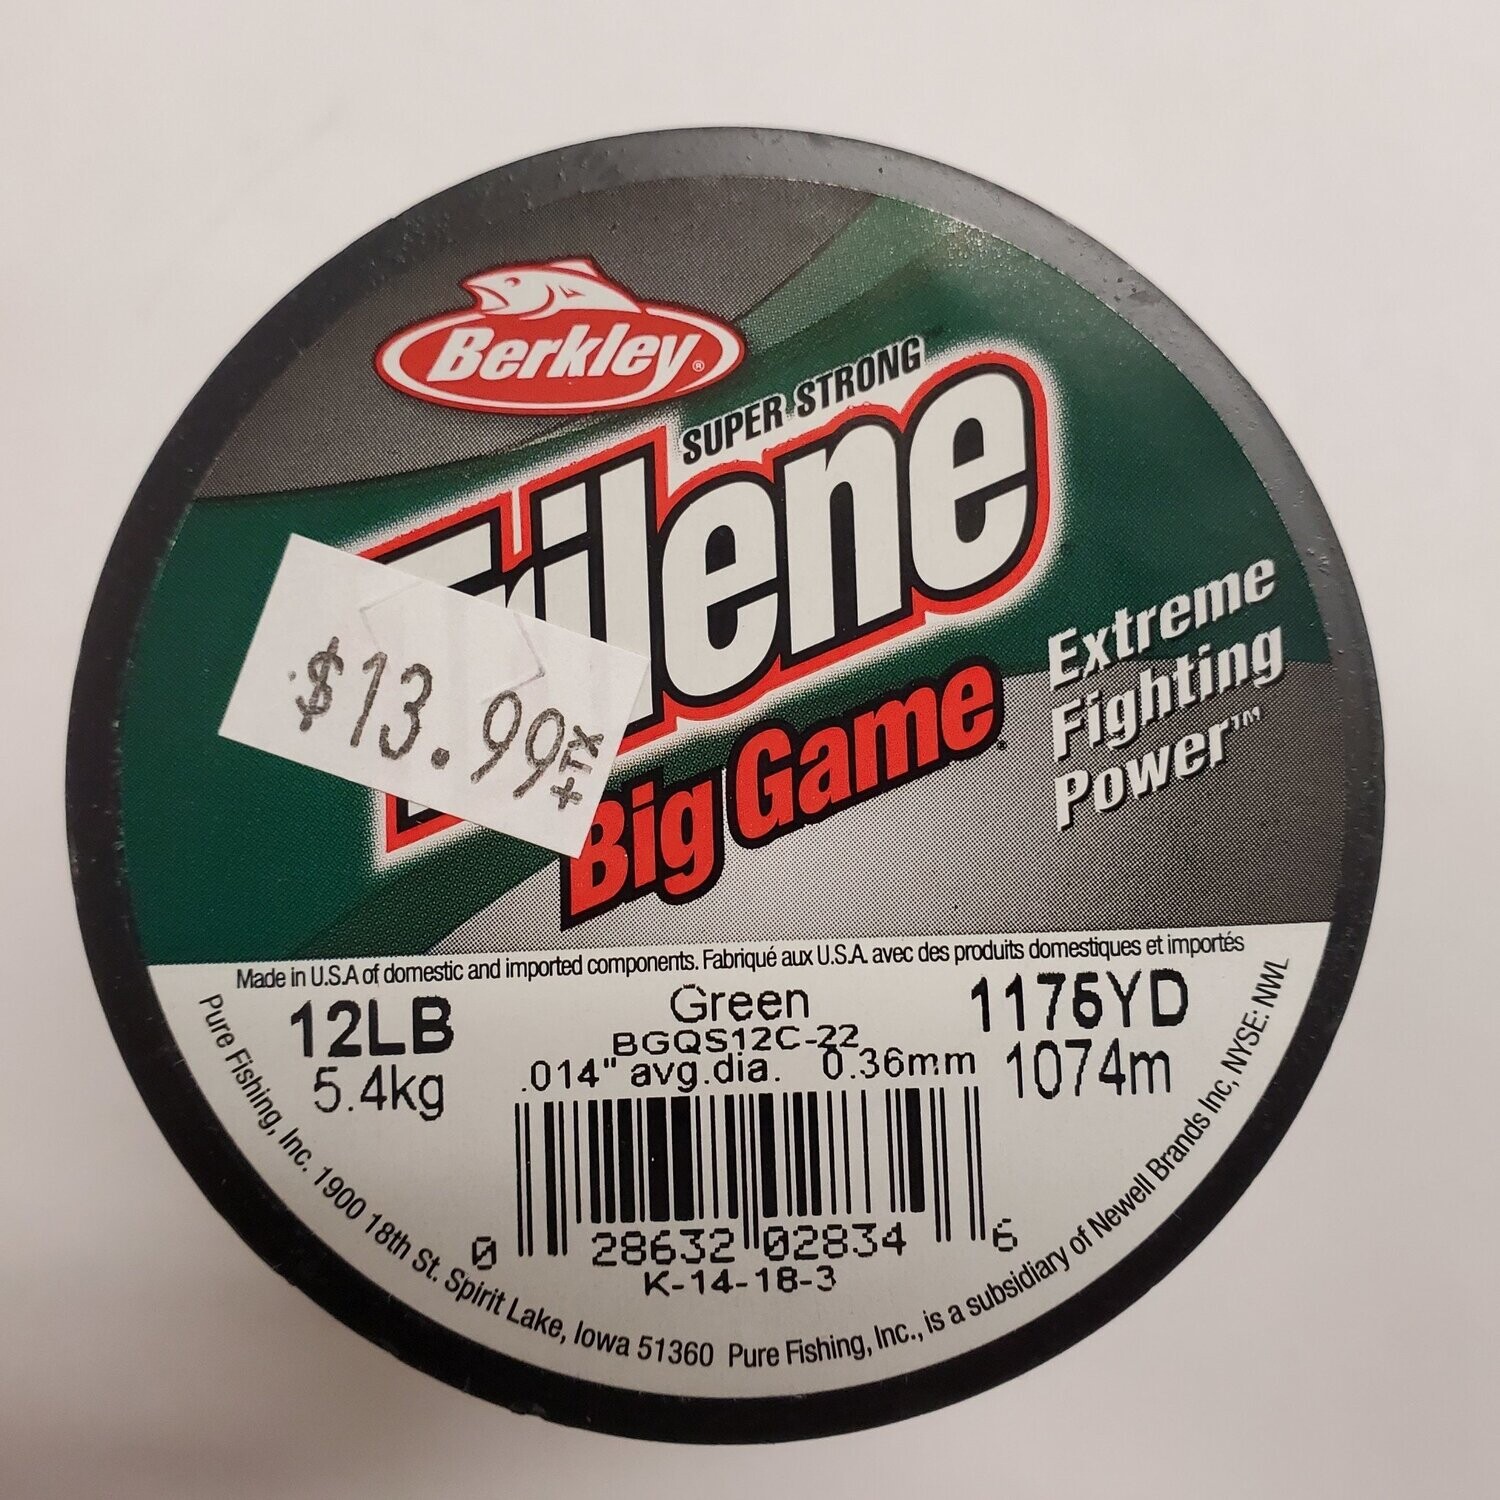 Berkley®
SUPER STRONG
Trilene
Big Game®
Extreme
Fighting
Power™
$13.99
+TX
Made in U.S.A of domestic and imported components. Fabriqué aux U.S.A. avec des produits domestiques et importés
12LB
5.4kg
Green
BGQS12C-22
.014" avg.dia. 0.36mm
1175YD
1074m
0 28632 02834 6
K-14-18-3
Pure Fishing, Inc. 1900 18th St. Spirit Lake, Iowa 51360 Pure Fishing, Inc., is a subsidiary of Newell Brands Inc, NYSE: NWL